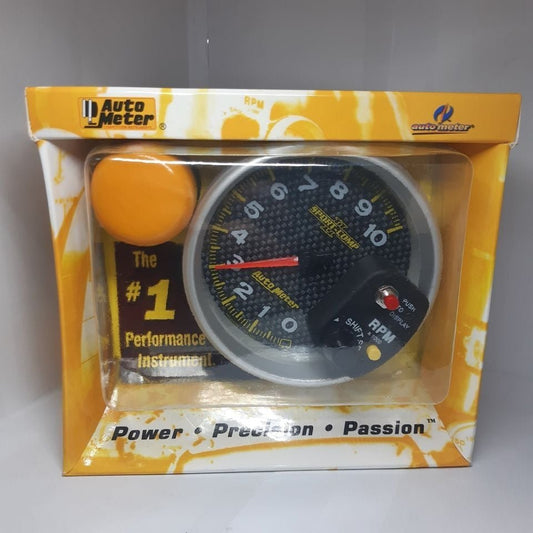 Auto
Meter®
auto meter
RPM
The
#1
Performance
Instrument
0
1
2
3
4
5
6
7
8
9
10
SPORT-COMP
Auto Meter
PUSH
TO
DISPLAY
RPM
SHIFT
Power • Precision • Passion™